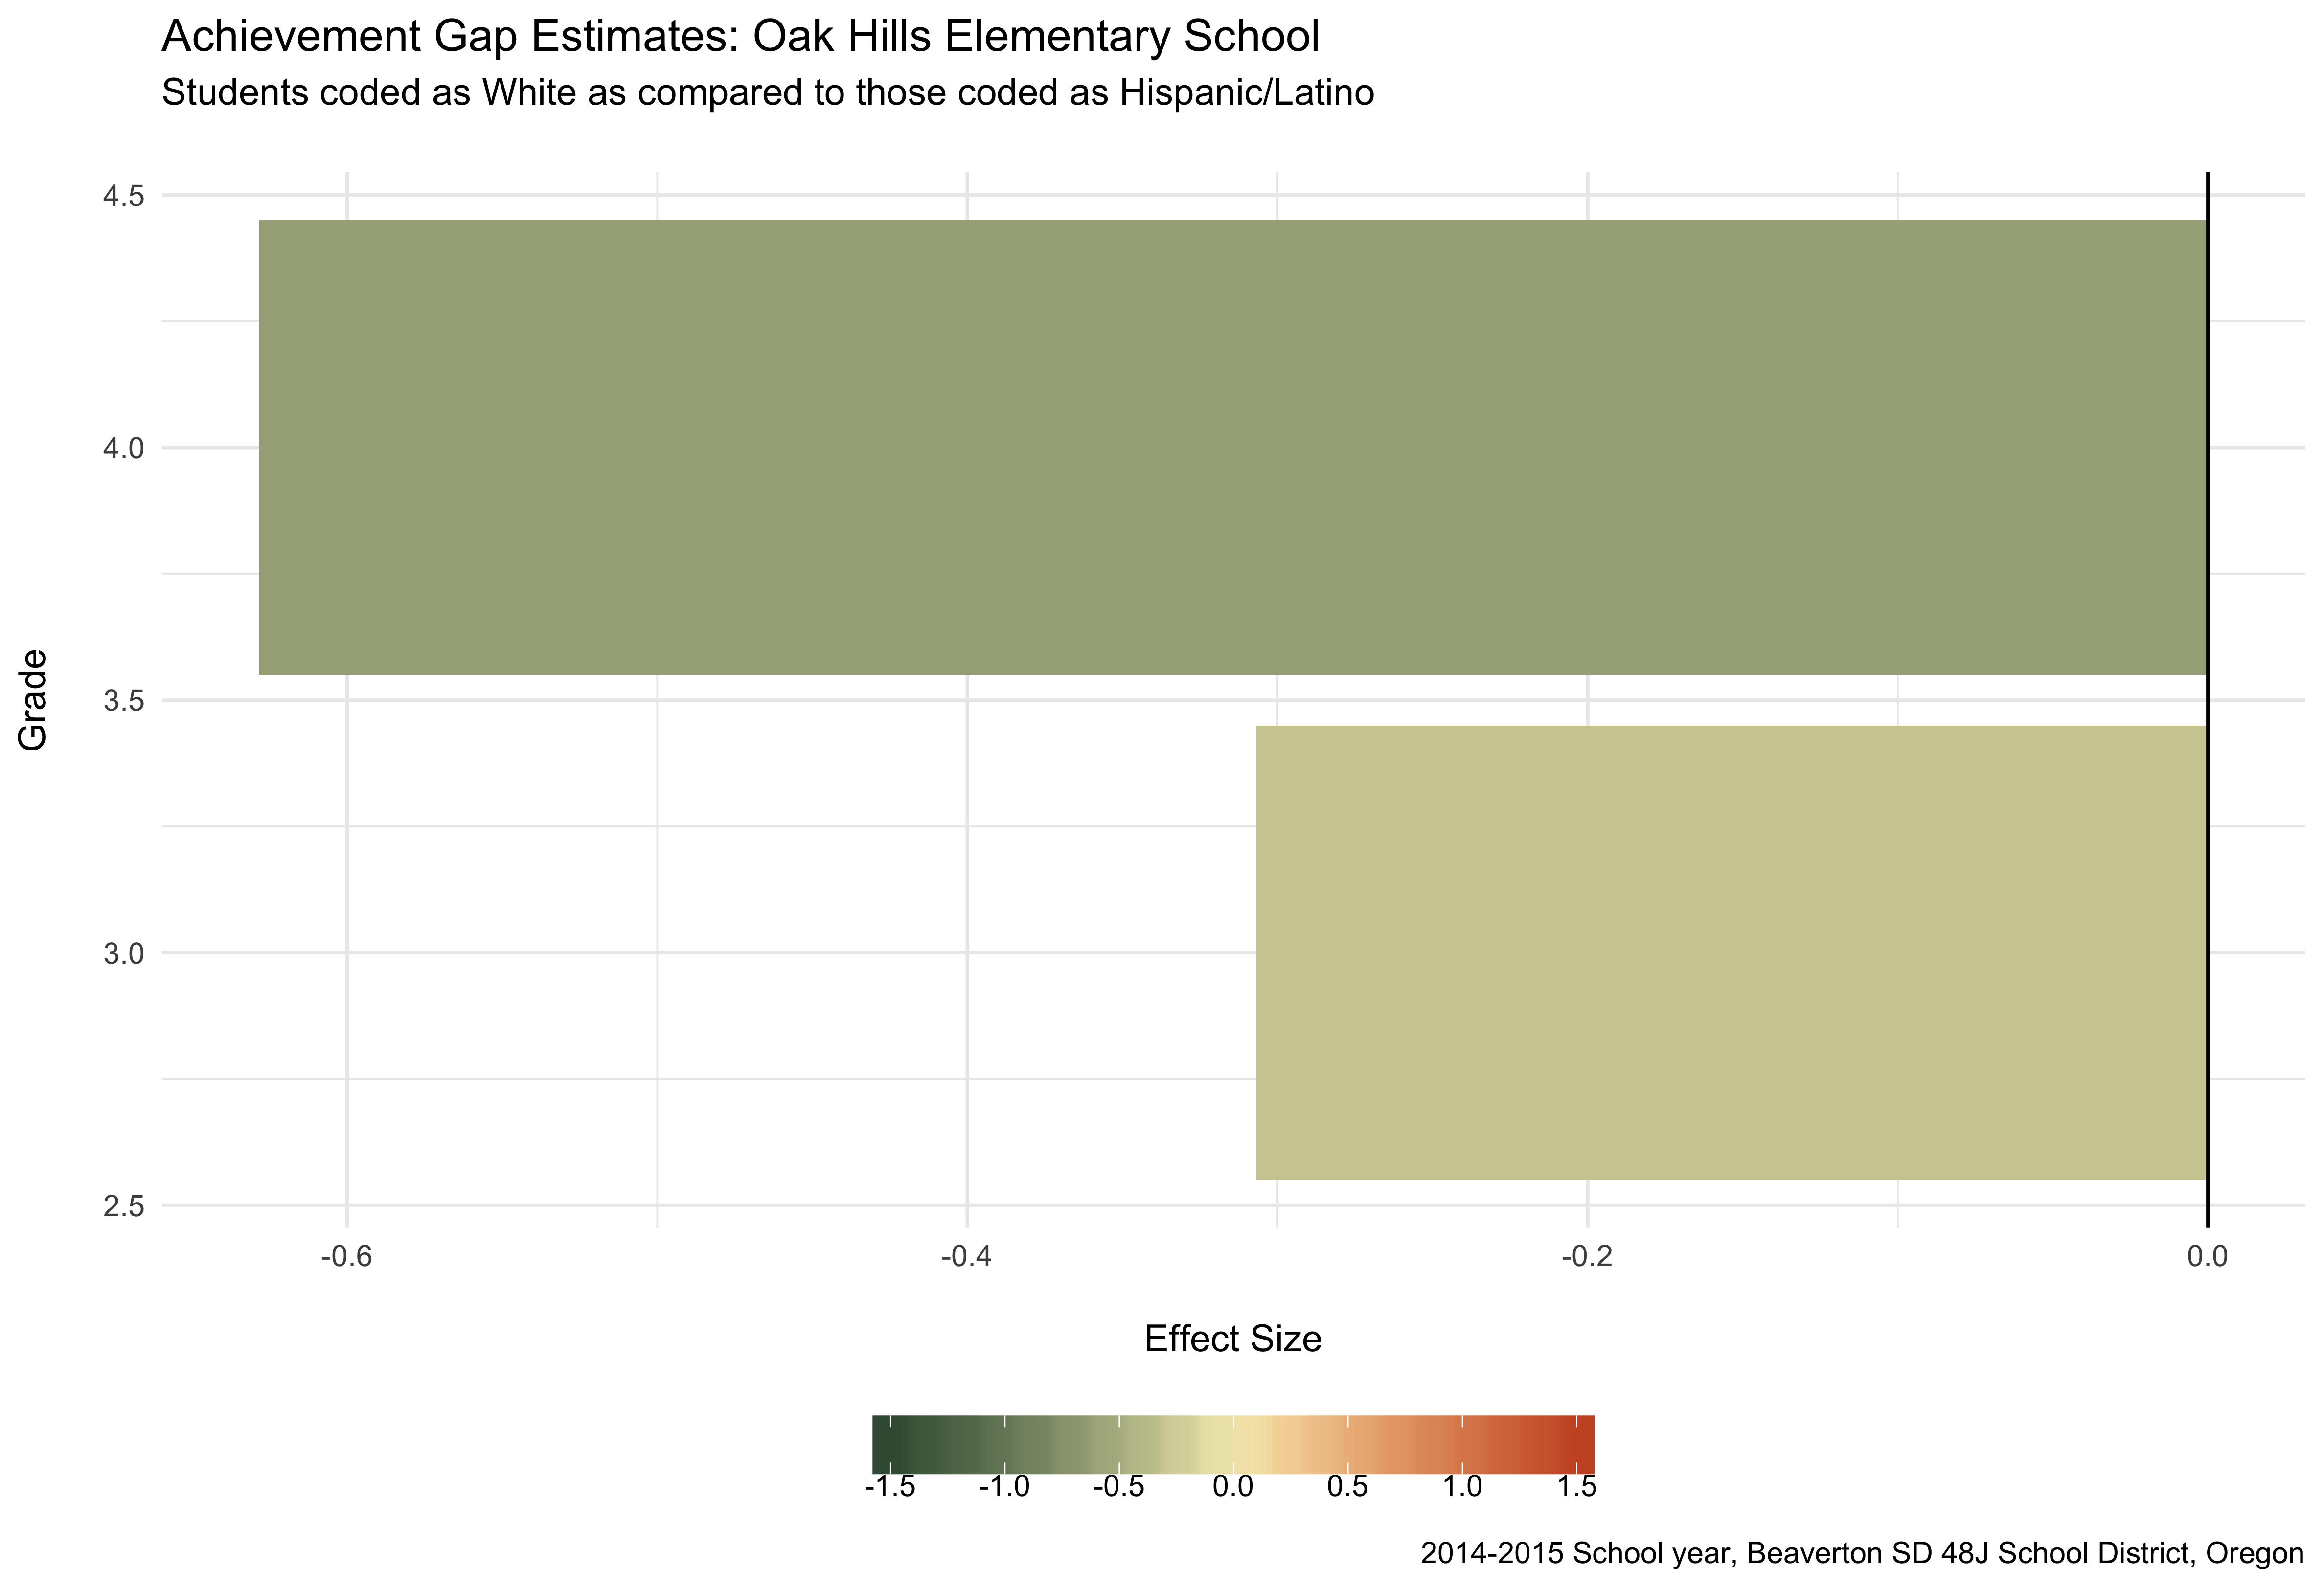 Achievement Gap Estimates: Oak Hills Elementary School
Students coded as White as compared to those coded as Hispanic/Latino
4.5
4.0
3.5
3.0
2.5
Grade
-0.6 -0.4 -0.2 0.0
Effect Size
-1.5 -1.0 -0.5 0.0 0.5 1.0 1.5
2014-2015 School year, Beaverton SD 48J School District, Oregon